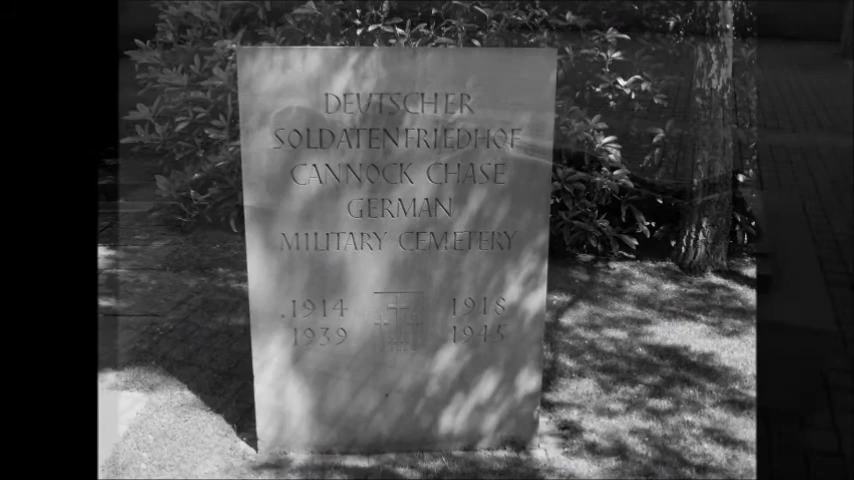 DEUTSCHER
SOLDATENFRIEDHOF
CANNOCK CHASE
GERMAN
MILITARY CEMETERY
1914 1918
1939 1945